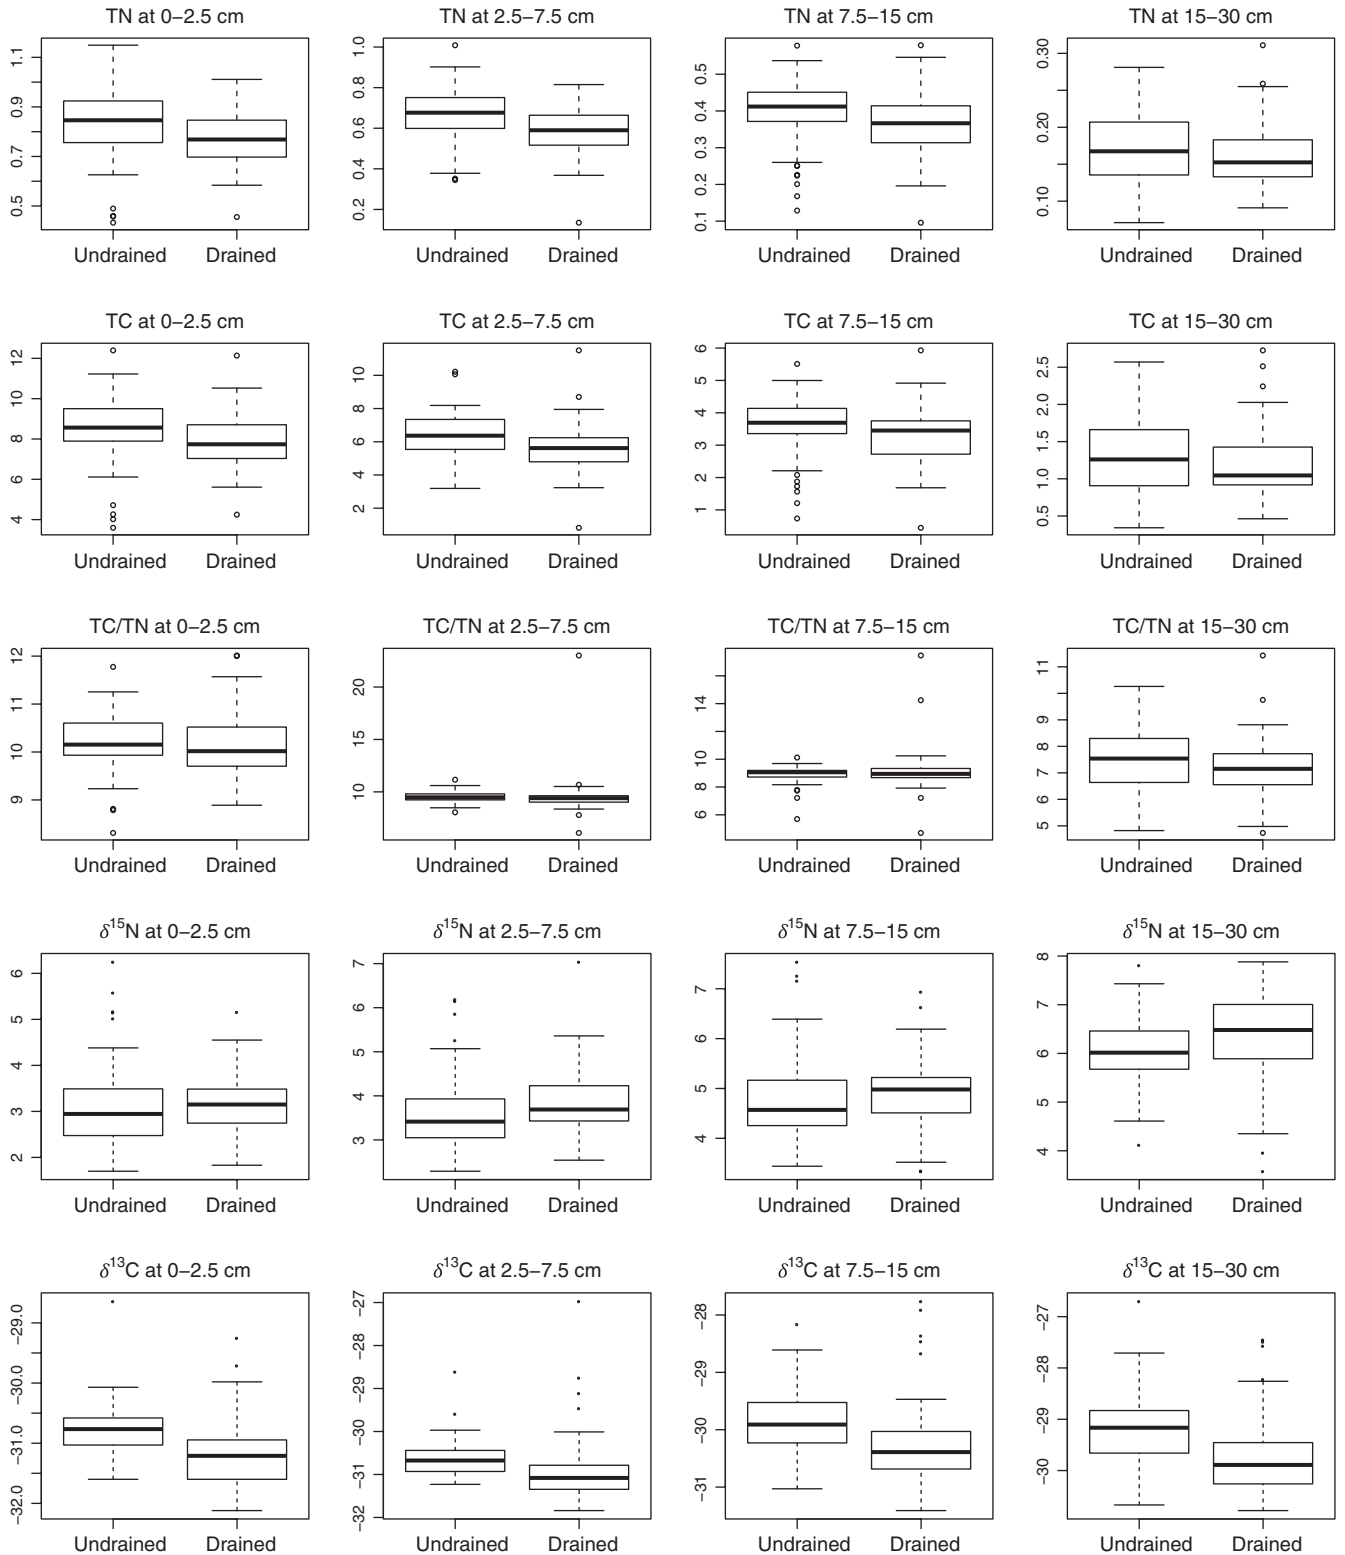 TN at 0–2.5 cm
TN at 2.5–7.5 cm
TN at 7.5–15 cm
TN at 15–30 cm
1.1
0.9
0.7
0.5
1.0
0.8
0.6
0.4
0.2
0.5
0.4
0.3
0.2
0.1
0.30
0.20
0.10
Undrained Drained
Undrained Drained
Undrained Drained
Undrained Drained
TC at 0–2.5 cm
TC at 2.5–7.5 cm
TC at 7.5–15 cm
TC at 15–30 cm
12
10
8
6
4
10
8
6
4
2
6
5
4
3
2
1
2.5
2.0
1.5
1.0
0.5
Undrained Drained
Undrained Drained
Undrained Drained
Undrained Drained
TC/TN at 0–2.5 cm
TC/TN at 2.5–7.5 cm
TC/TN at 7.5–15 cm
TC/TN at 15–30 cm
12
11
10
9
20
15
10
14
10
8
6
11
9
8
7
6
5
Undrained Drained
Undrained Drained
Undrained Drained
Undrained Drained
δ¹⁵N at 0–2.5 cm
δ¹⁵N at 2.5–7.5 cm
δ¹⁵N at 7.5–15 cm
δ¹⁵N at 15–30 cm
6
5
4
3
2
7
6
5
4
3
7
6
5
4
8
7
6
5
4
Undrained Drained
Undrained Drained
Undrained Drained
Undrained Drained
δ¹³C at 0–2.5 cm
δ¹³C at 2.5–7.5 cm
δ¹³C at 7.5–15 cm
δ¹³C at 15–30 cm
−29.0
−30.0
−31.0
−32.0
−27
−28
−29
−30
−31
−32
−28
−29
−30
−31
−27
−28
−29
−30
Undrained Drained
Undrained Drained
Undrained Drained
Undrained Drained